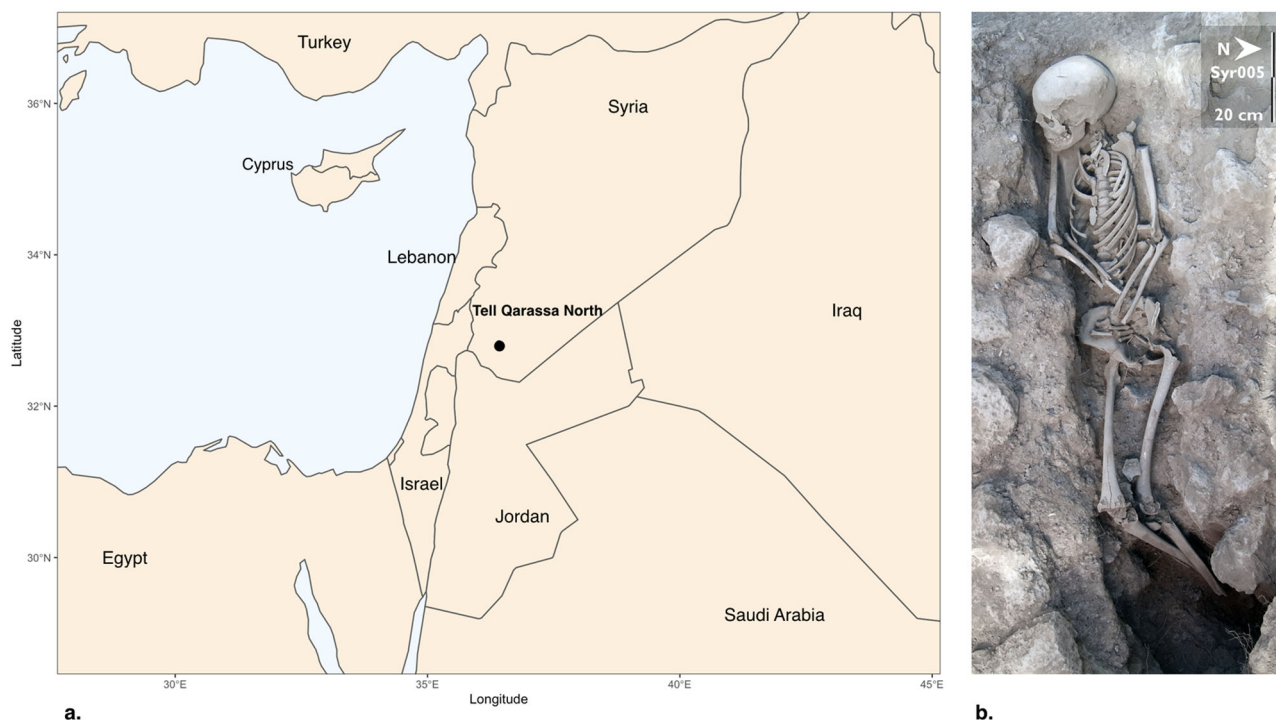 Turkey
36°N
Syria
Cyprus
34°N
Lebanon
Tell Qarassa North
Iraq
Latitude
32°N
Israel
Jordan
30°N
Egypt
Saudi Arabia
30°E
35°E
40°E
45°E
Longitude
a.
N
Syr005
20 cm
b.